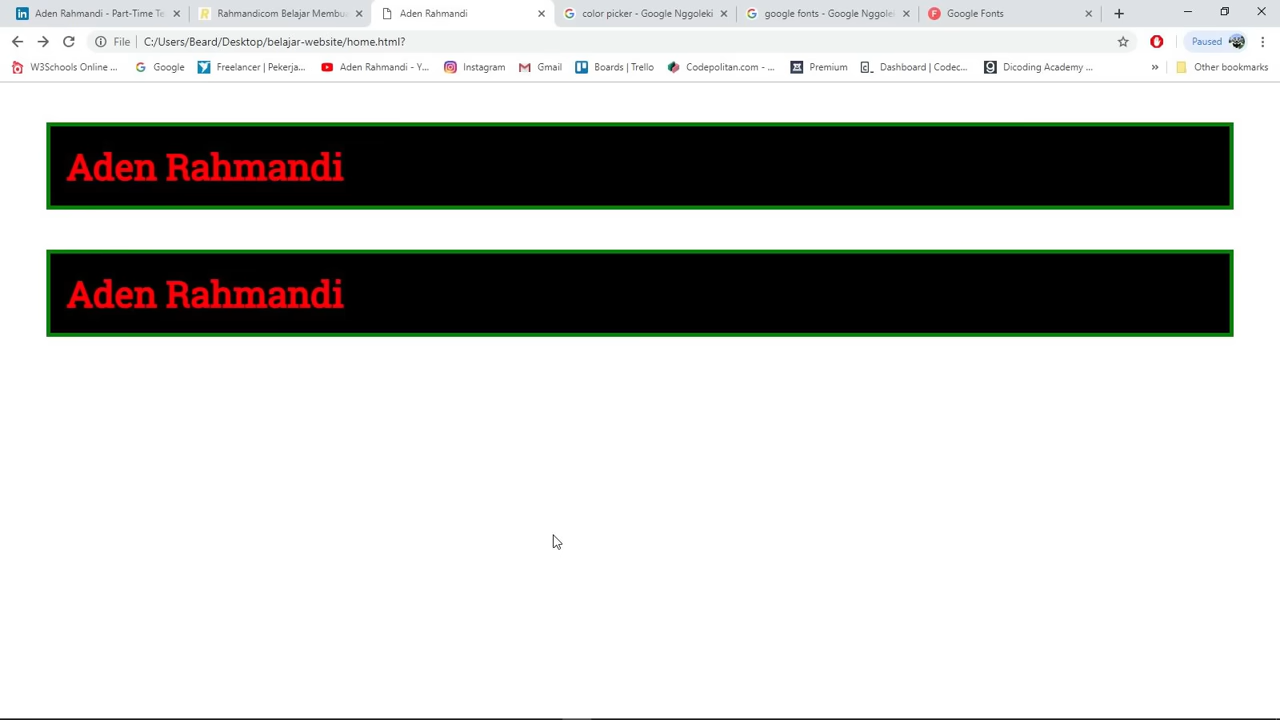 Aden Rahmandi - Part-Time Te
Rahmandicom Belajar Membu
Aden Rahmandi
color picker - Google Nggoleki
google fonts - Google Nggolel
Google Fonts
File
C:/Users/Beard/Desktop/belajar-website/home.html?
Paused
W3Schools Online ...
Google
Freelancer | Pekerja...
Aden Rahmandi - Y...
Instagram
Gmail
Boards | Trello
Codepolitan.com - ...
Premium
Dashboard | Codec...
Dicoding Academy ...
»
Other bookmarks
Aden Rahmandi
Aden Rahmandi